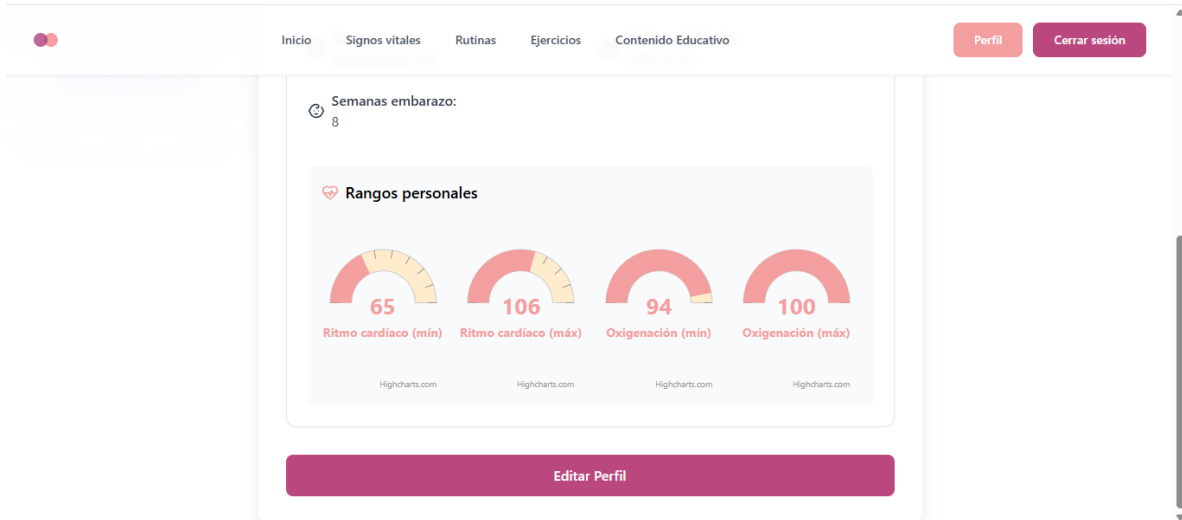 Inicio Signos vitales Rutinas Ejercicios Contenido Educativo Perfil Cerrar sesión
Semanas embarazo:
8
Rangos personales
65 106 94 100
Ritmo cardíaco (mín) Ritmo cardíaco (máx) Oxigenación (mín) Oxigenación (máx)
Highcharts.com Highcharts.com Highcharts.com Highcharts.com
Editar Perfil